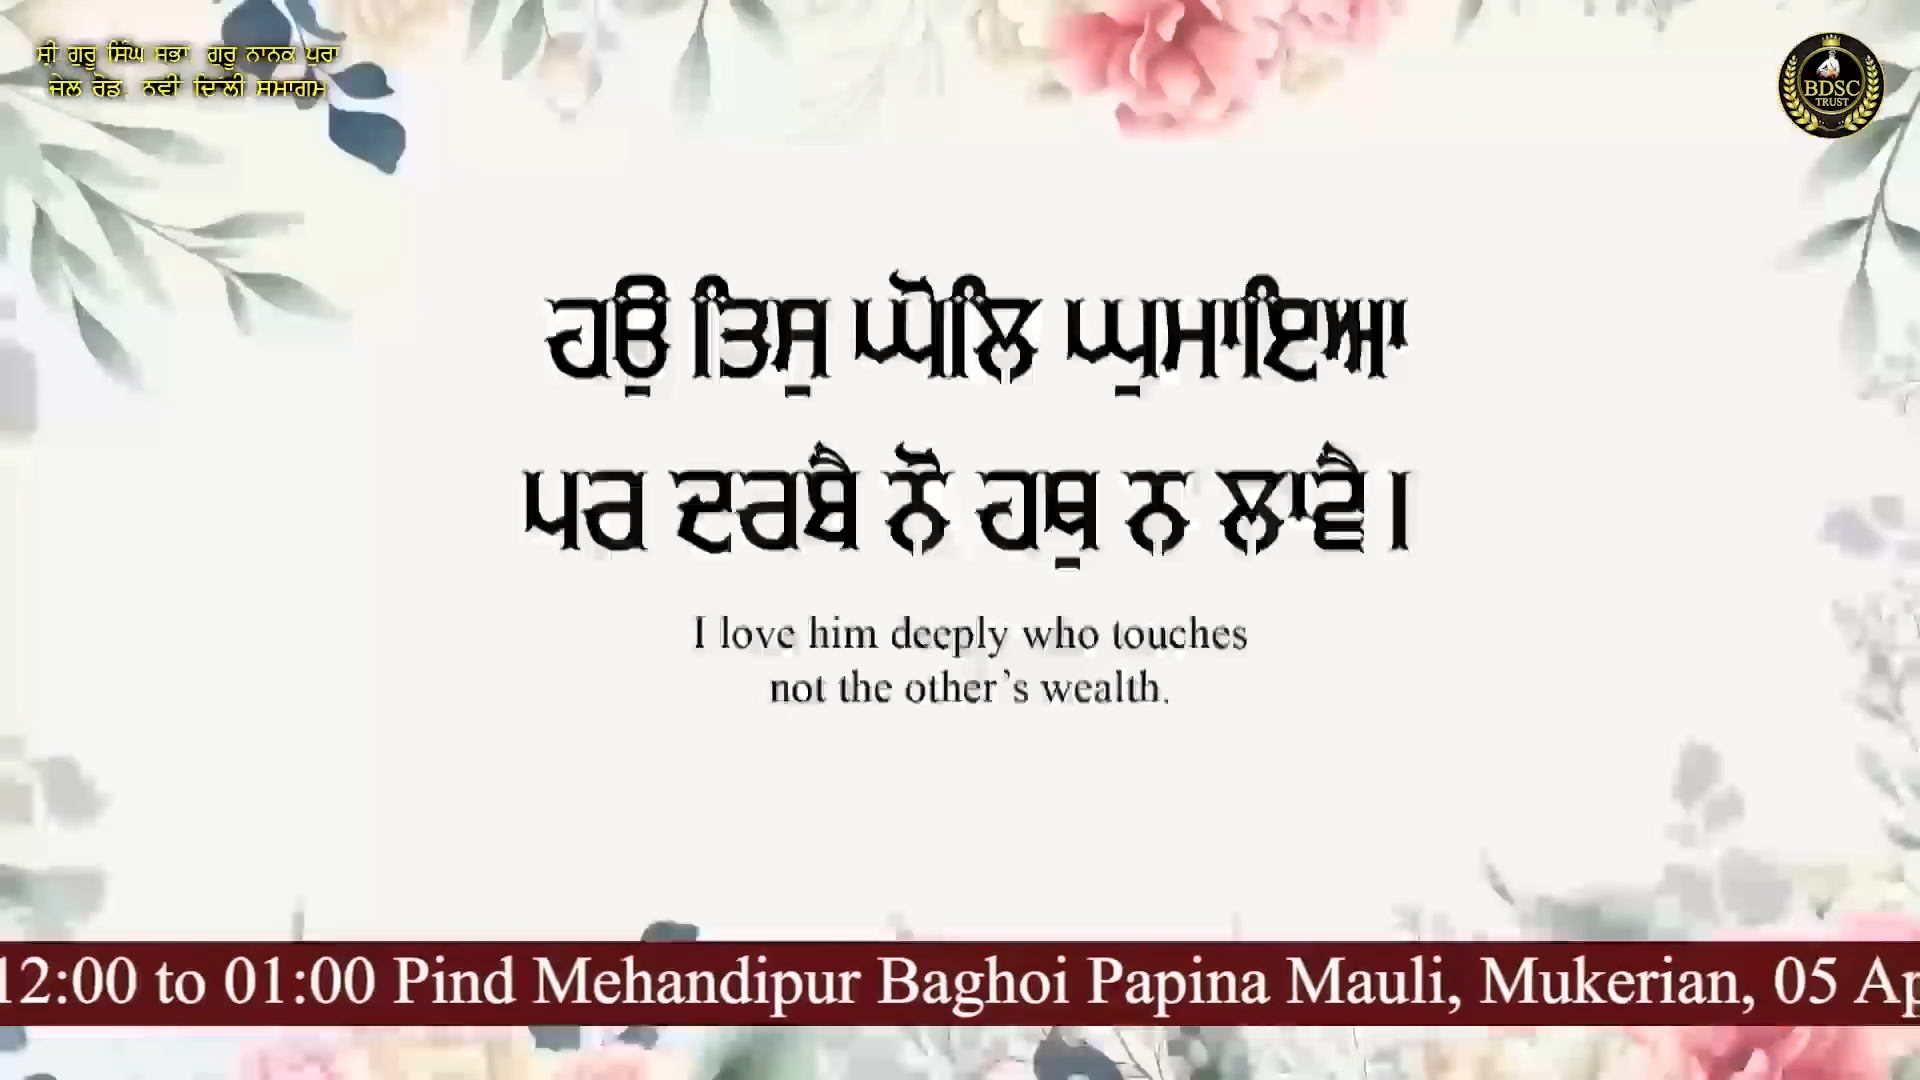 ਸ੍ਰੀ ਗੁਰੂ ਸਿੰਘ ਸਭਾ, ਗੁਰੂ ਨਾਨਕ ਪੁਰਾ
ਜੇਲ ਰੋਡ, ਨਵੀਂ ਦਿੱਲੀ ਸਮਾਗਮ
BDSC
TRUST
ਹਉਂ ਤਿਸੁ ਘੋਲਿ ਘੁਮਾਇਆ
ਪਰ ਦਰਬੈ ਨੋ ਹਥੁ ਨ ਲਾਵੈ।
I love him deeply who touches
not the other’s wealth.
12:00 to 01:00 Pind Mehandipur Baghoi Papina Mauli, Mukerian, 05 Ap